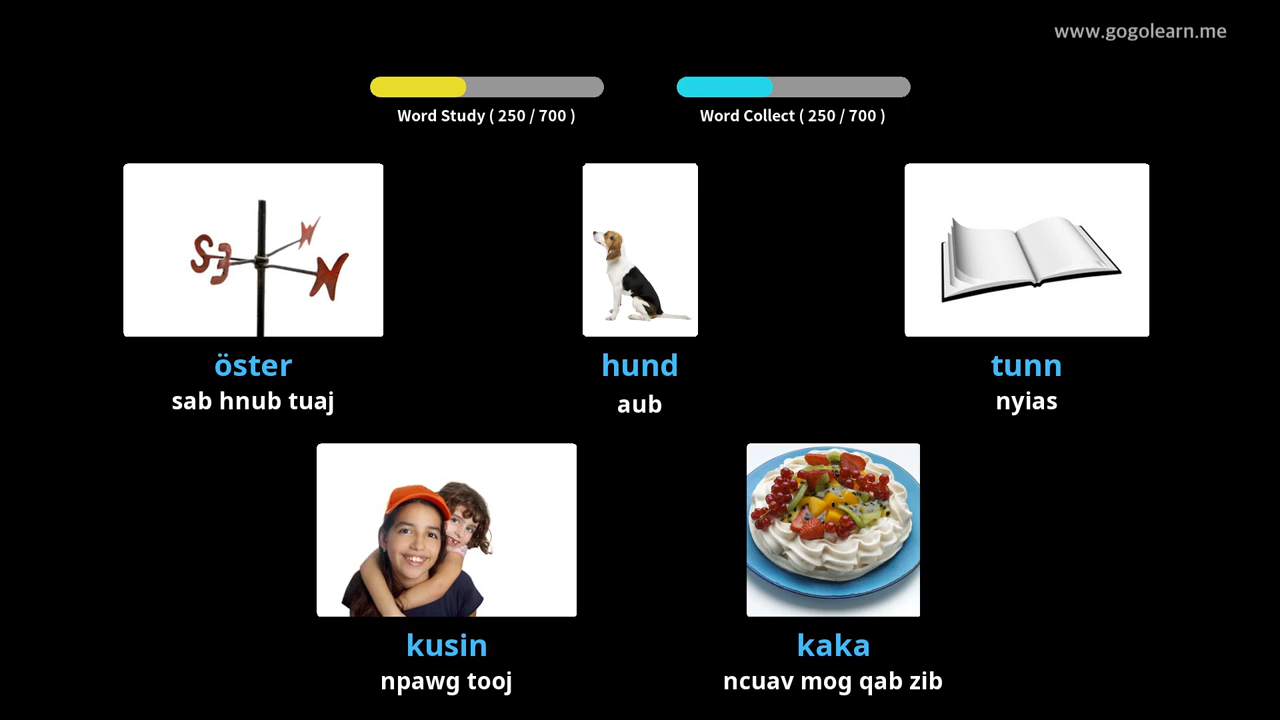 www.gogolearn.me
Word Study ( 250 / 700 )
Word Collect ( 250 / 700 )
S E N N
öster
sab hnub tuaj
hund
aub
tunn
nyias
kusin
npawg tooj
kaka
ncuav mog qab zib